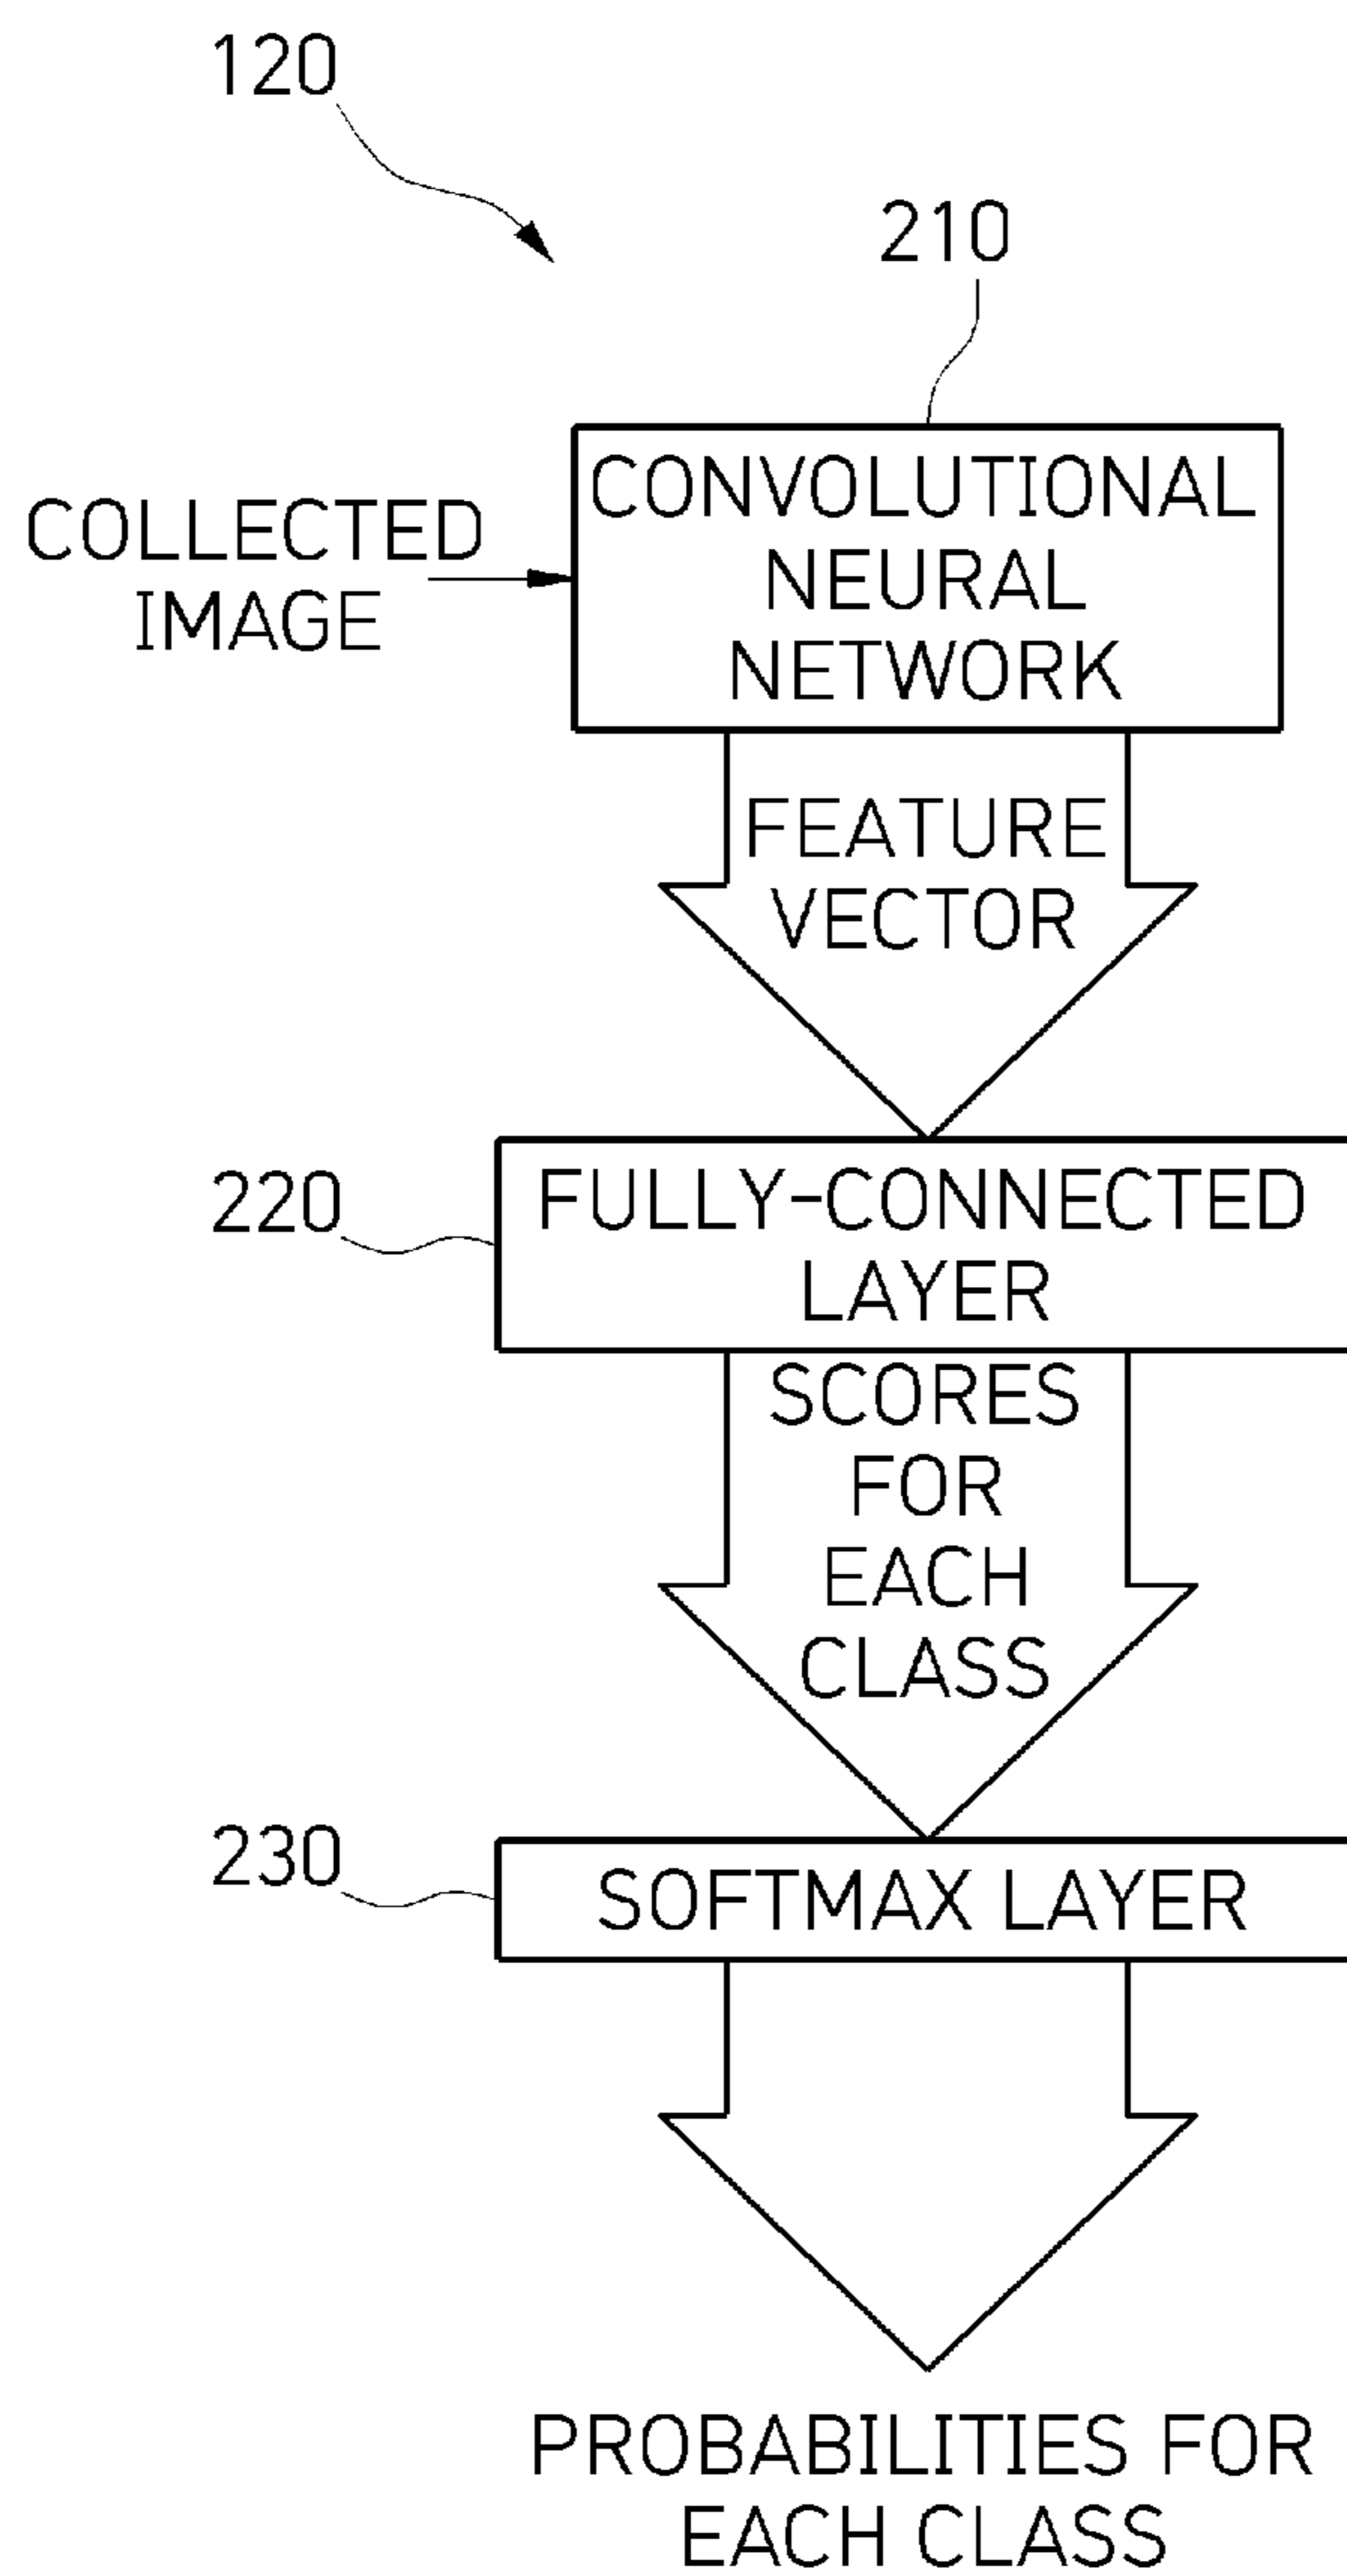 120
210
COLLECTED
IMAGE
CONVOLUTIONAL
NEURAL
NETWORK
FEATURE
VECTOR
220
FULLY-CONNECTED
LAYER
SCORES
FOR
EACH
CLASS
230
SOFTMAX LAYER
PROBABILITIES FOR
EACH CLASS